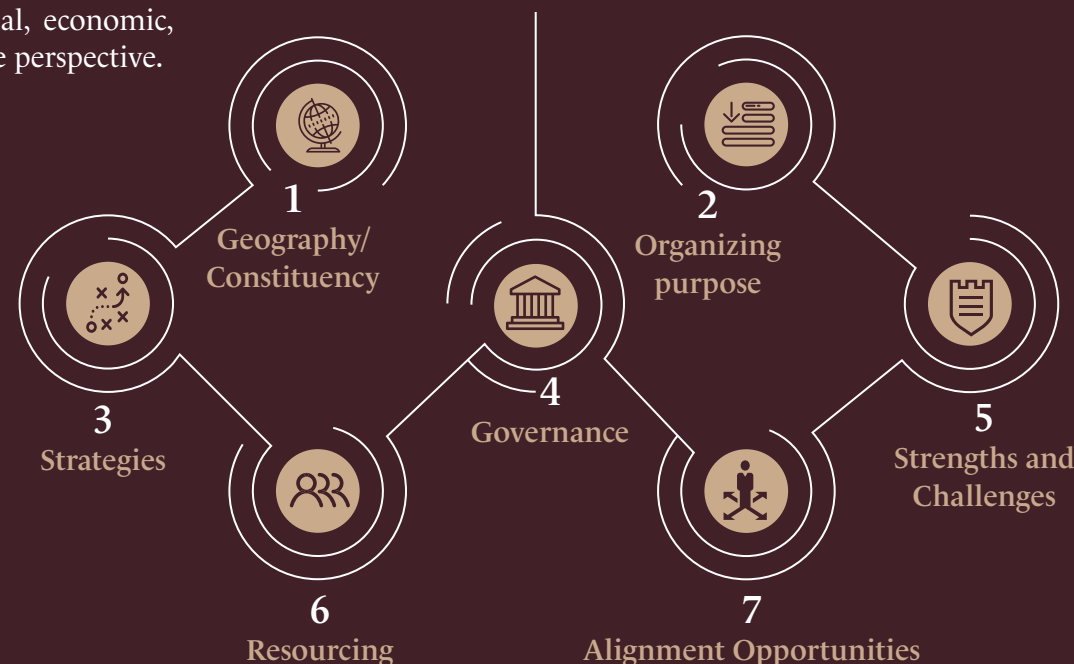 al, economic,
e perspective.
1
Geography/
Constituency
2
Organizing
purpose
3
Strategies
4
Governance
5
Strengths and
Challenges
6
Resourcing
7
Alignment Opportunities